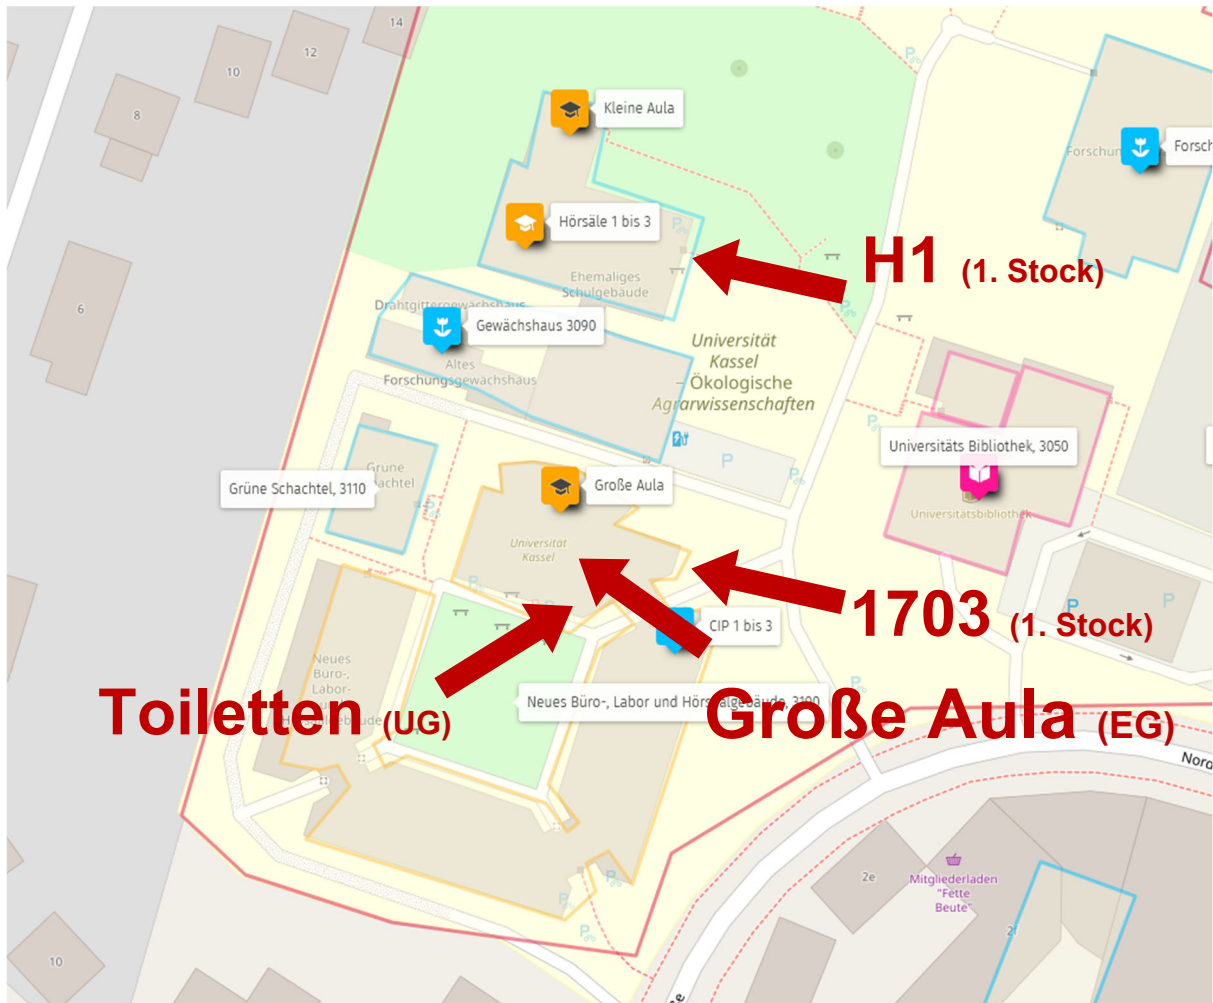 14
12
10
8
6
Kleine Aula
Forschun
Forsch
Hörsäle 1 bis 3
H1 (1. Stock)
Ehemaliges
Schulgebäude
Drahtgittergewächshaus
Gewächshaus 3090
Altes
Forschungsgewächshaus
Universität
Kassel
– Ökologische
Agrarwissenschaften
P
Universitäts Bibliothek, 3050
Universitätsbibliothek
Grüne
Schachtel
Grüne Schachtel, 3110
Große Aula
Universität
Kassel
1703 (1. Stock)
P
P
CIP 1 bis 3
Neues
Büro-,
Labor-
Toiletten (UG)
Neues Büro-, Labor und Hörsaalgebäude, 3100
Große Aula (EG)
Nord
2e
Mitgliederladen
"Fette
Beute"
2f
10